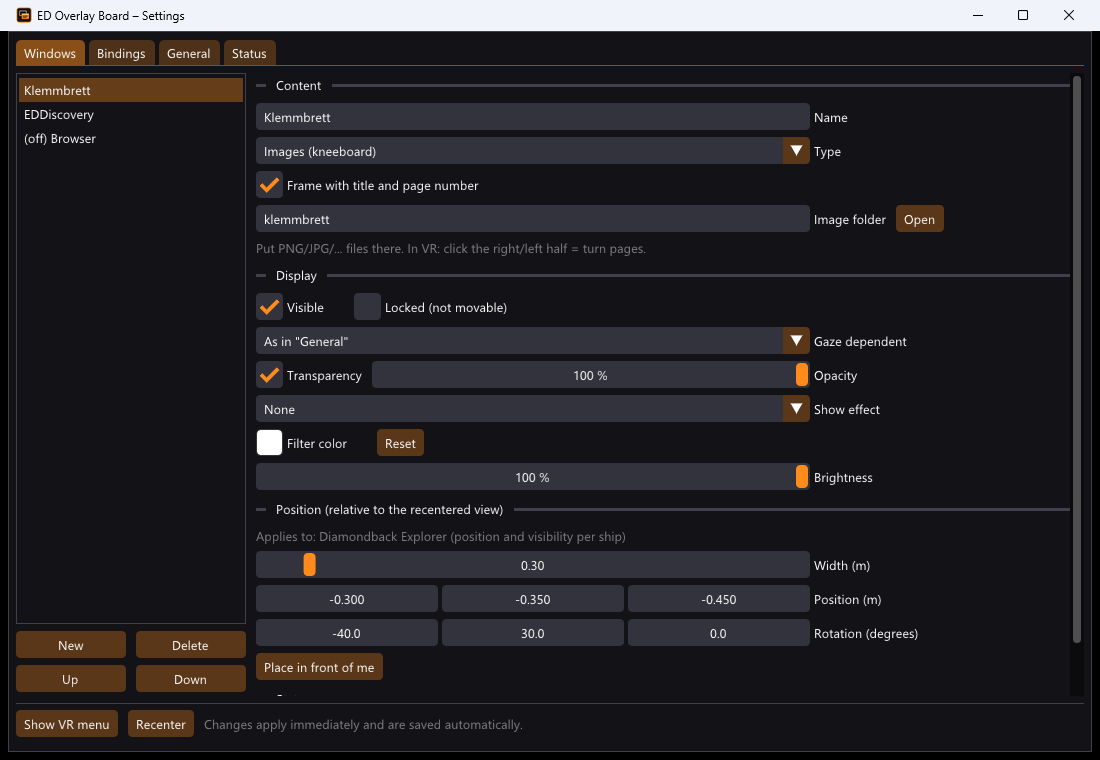 ED Overlay Board – Settings
Windows
Bindings
General
Status
Klemmbrett
EDDiscovery
(off) Browser
New
Delete
Up
Down
Content
Klemmbrett
Name
Images (kneeboard)
Type
Frame with title and page number
klemmbrett
Image folder
Open
Put PNG/JPG/... files there. In VR: click the right/left half = turn pages.
Display
Visible
Locked (not movable)
As in "General"
Gaze dependent
Transparency
100 %
Opacity
None
Show effect
Filter color
Reset
100 %
Brightness
Position (relative to the recentered view)
Applies to: Diamondback Explorer (position and visibility per ship)
0.30
Width (m)
-0.300
-0.350
-0.450
Position (m)
-40.0
30.0
0.0
Rotation (degrees)
Place in front of me
Show VR menu
Recenter
Changes apply immediately and are saved automatically.